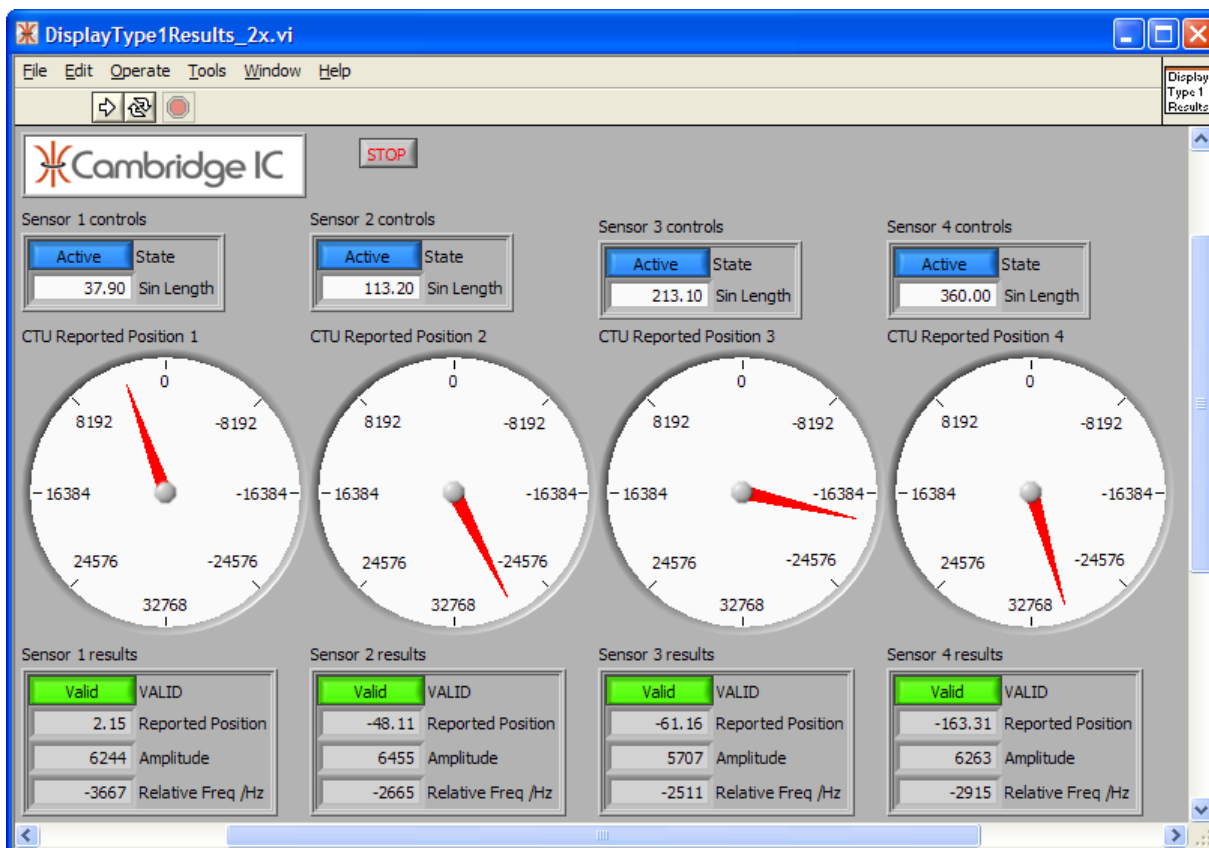 DisplayType1Results_2x.vi
File Edit Operate Tools Window Help
Display
Type 1
Results
Cambridge IC
STOP
Sensor 1 controls
Active State
37.90 Sin Length
Sensor 2 controls
Active State
113.20 Sin Length
Sensor 3 controls
Active State
213.10 Sin Length
Sensor 4 controls
Active State
360.00 Sin Length
CTU Reported Position 1
0
8192 -8192
16384 -16384
24576 -24576
32768
CTU Reported Position 2
0
8192 -8192
16384 -16384
24576 -24576
32768
CTU Reported Position 3
0
8192 -8192
16384 -16384
24576 -24576
32768
CTU Reported Position 4
0
8192 -8192
16384 -16384
24576 -24576
32768
Sensor 1 results
Valid VALID
2.15 Reported Position
6244 Amplitude
-3667 Relative Freq /Hz
Sensor 2 results
Valid VALID
-48.11 Reported Position
6455 Amplitude
-2665 Relative Freq /Hz
Sensor 3 results
Valid VALID
-61.16 Reported Position
5707 Amplitude
-2511 Relative Freq /Hz
Sensor 4 results
Valid VALID
-163.31 Reported Position
6263 Amplitude
-2915 Relative Freq /Hz